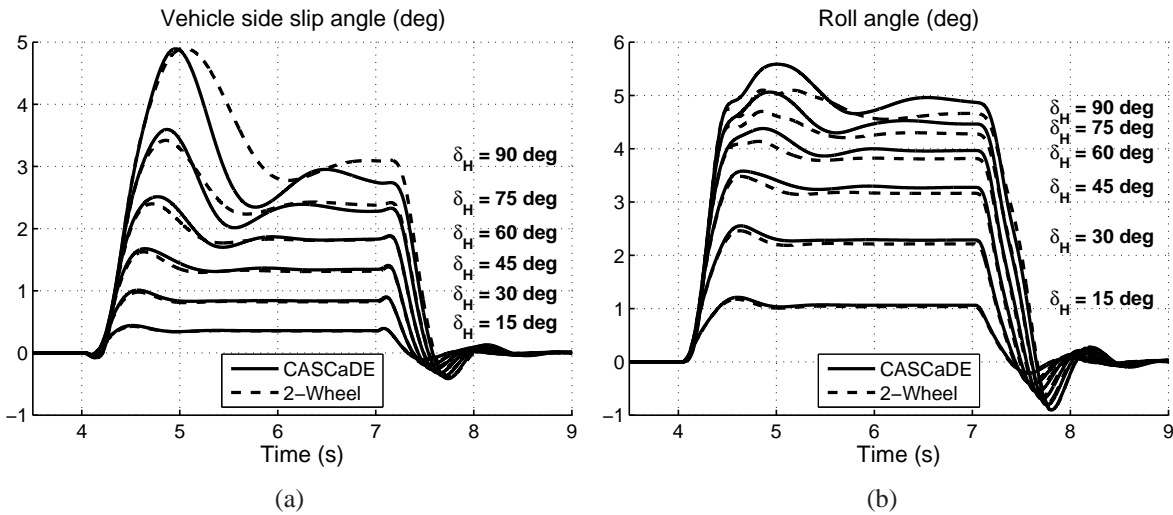 Vehicle side slip angle (deg)
5
4
3
2
1
0
−1
4
5
6
7
8
9
δH = 90 deg
δH = 75 deg
δH = 60 deg
δH = 45 deg
δH = 30 deg
δH = 15 deg
CASCaDE
2−Wheel
Time (s)
(a)
Roll angle (deg)
6
5
4
3
2
1
0
−1
4
5
6
7
8
9
δH = 90 deg
δH = 75 deg
δH = 60 deg
δH = 45 deg
δH = 30 deg
δH = 15 deg
CASCaDE
2−Wheel
Time (s)
(b)